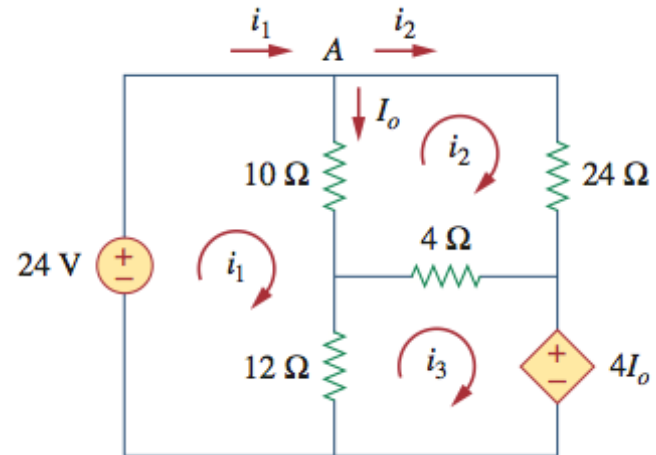 i₁ i₂
A
Iₒ
i₂
10 Ω 24 Ω
4 Ω
24 V + − i₁
12 Ω i₃ + − 4Iₒ